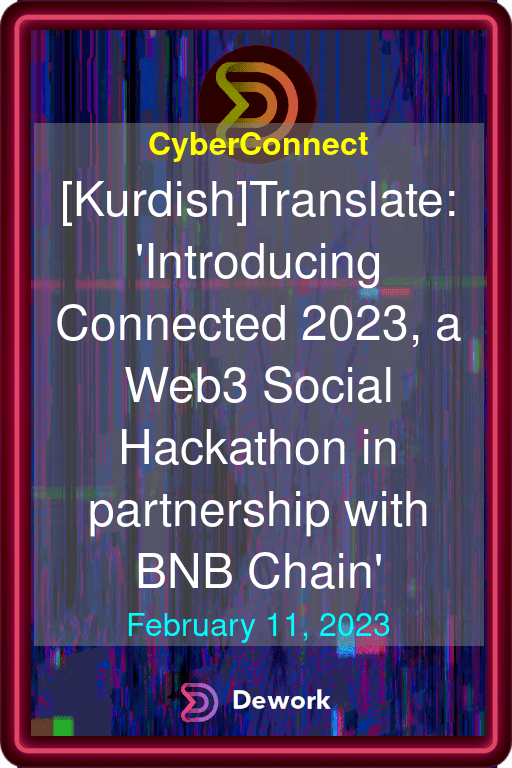 CyberConnect
[Kurdish]Translate:
'Introducing
Connected 2023, a
Web3 Social
Hackathon in
partnership with
BNB Chain'
February 11, 2023
Dework